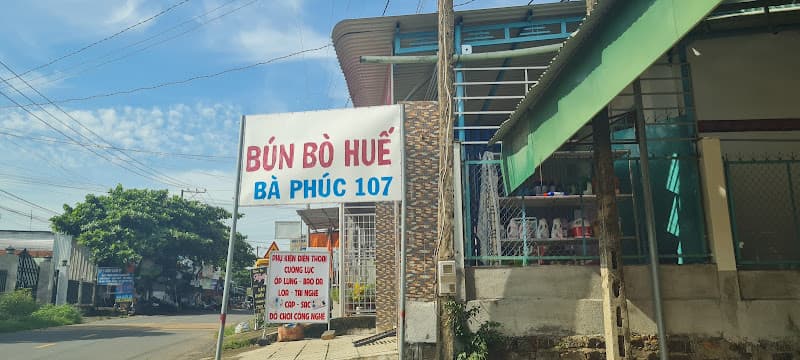 BÚN BÒ HUẾ
BÀ PHÚC 107
PHỤ KIỆN ĐIỆN THOẠI
CƯỜNG LỰC
ỐP LƯNG - BAO DA
LOA - TAI NGHE
CÁP - SẠC
ĐỒ CHƠI CÔNG NGHỆ